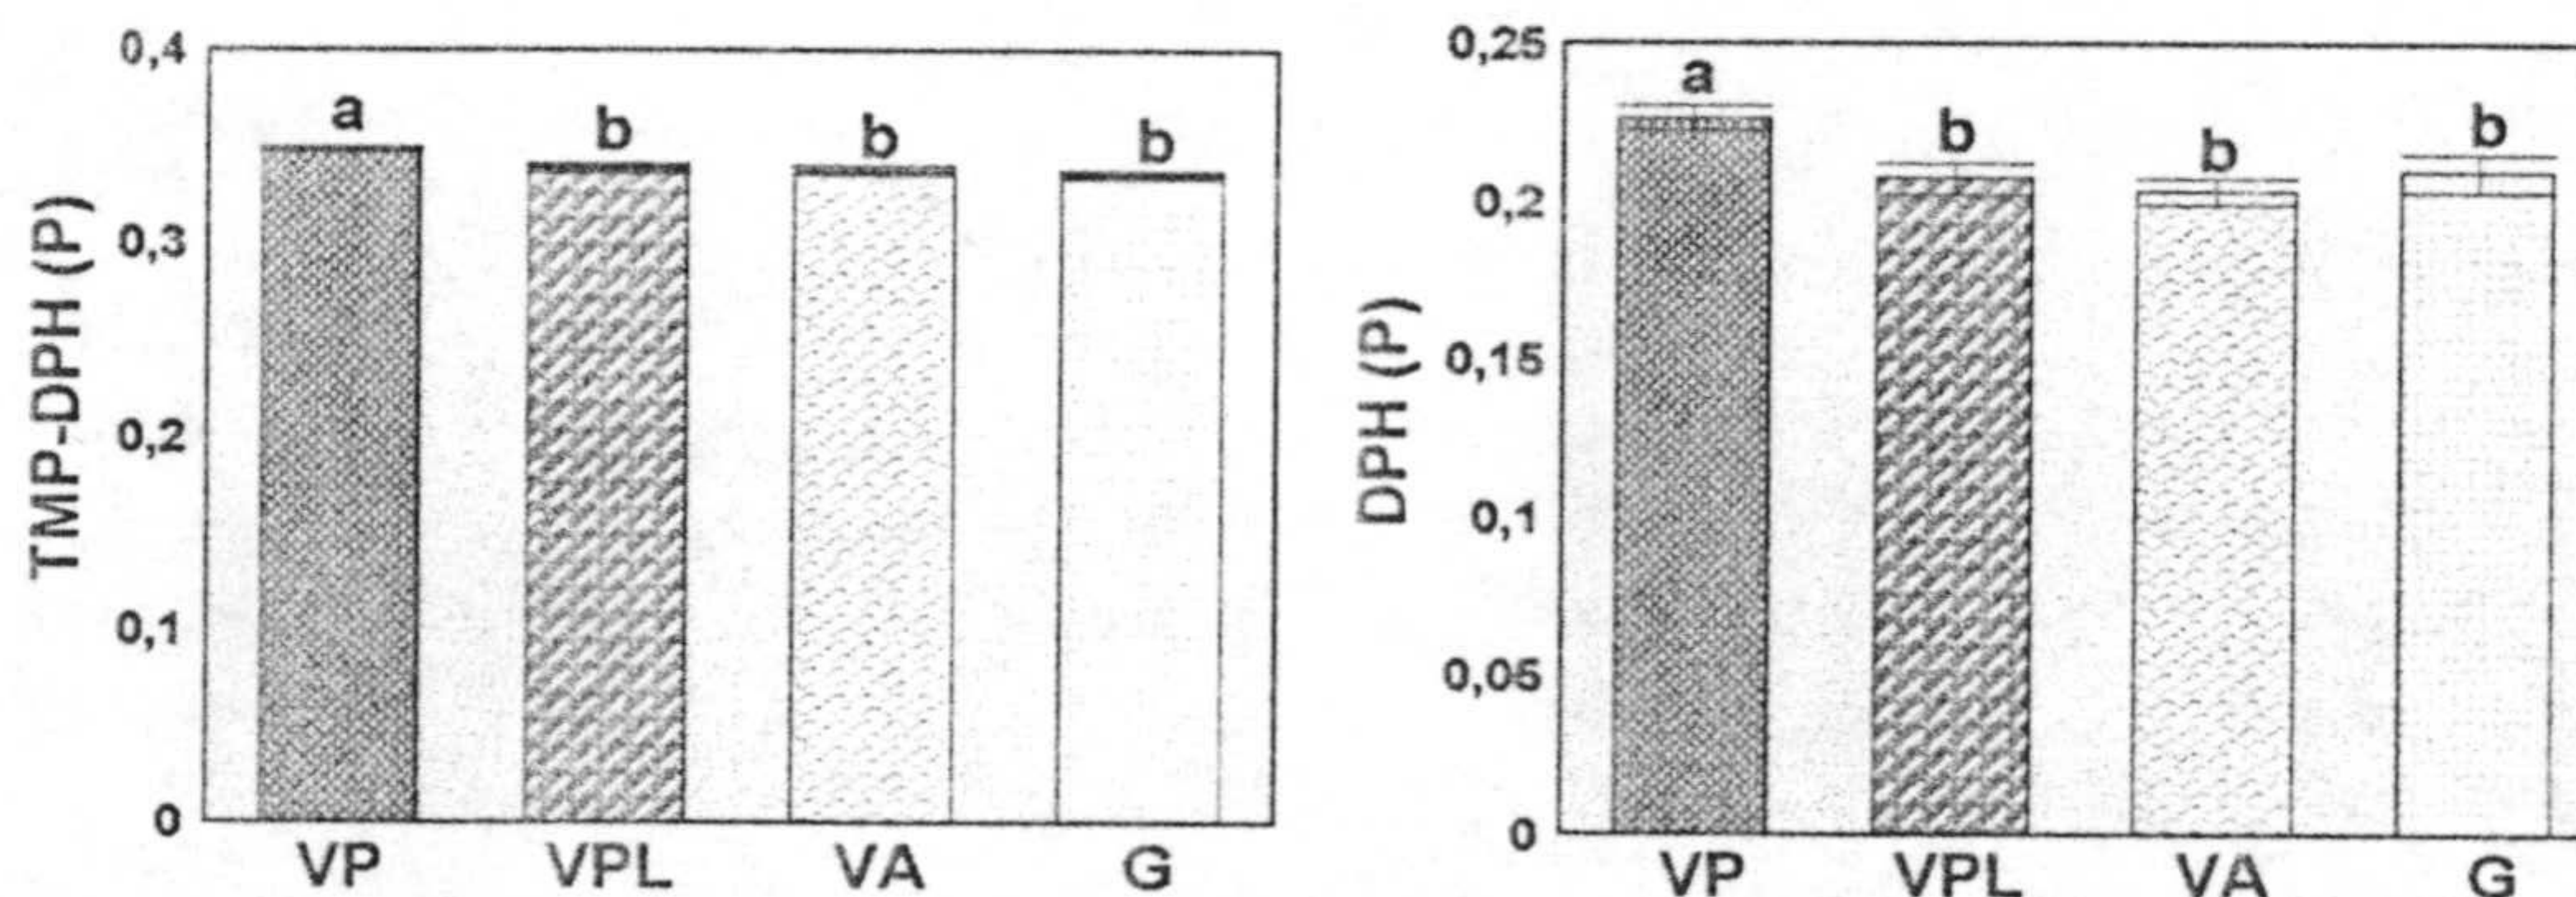 TMP-DPH (P)
0,4
0,3
0,2
0,1
0
a
b
b
b
VP
VPL
VA
G
DPH (P)
0,25
0,2
0,15
0,1
0,05
0
a
b
b
b
VP
VPL
VA
G